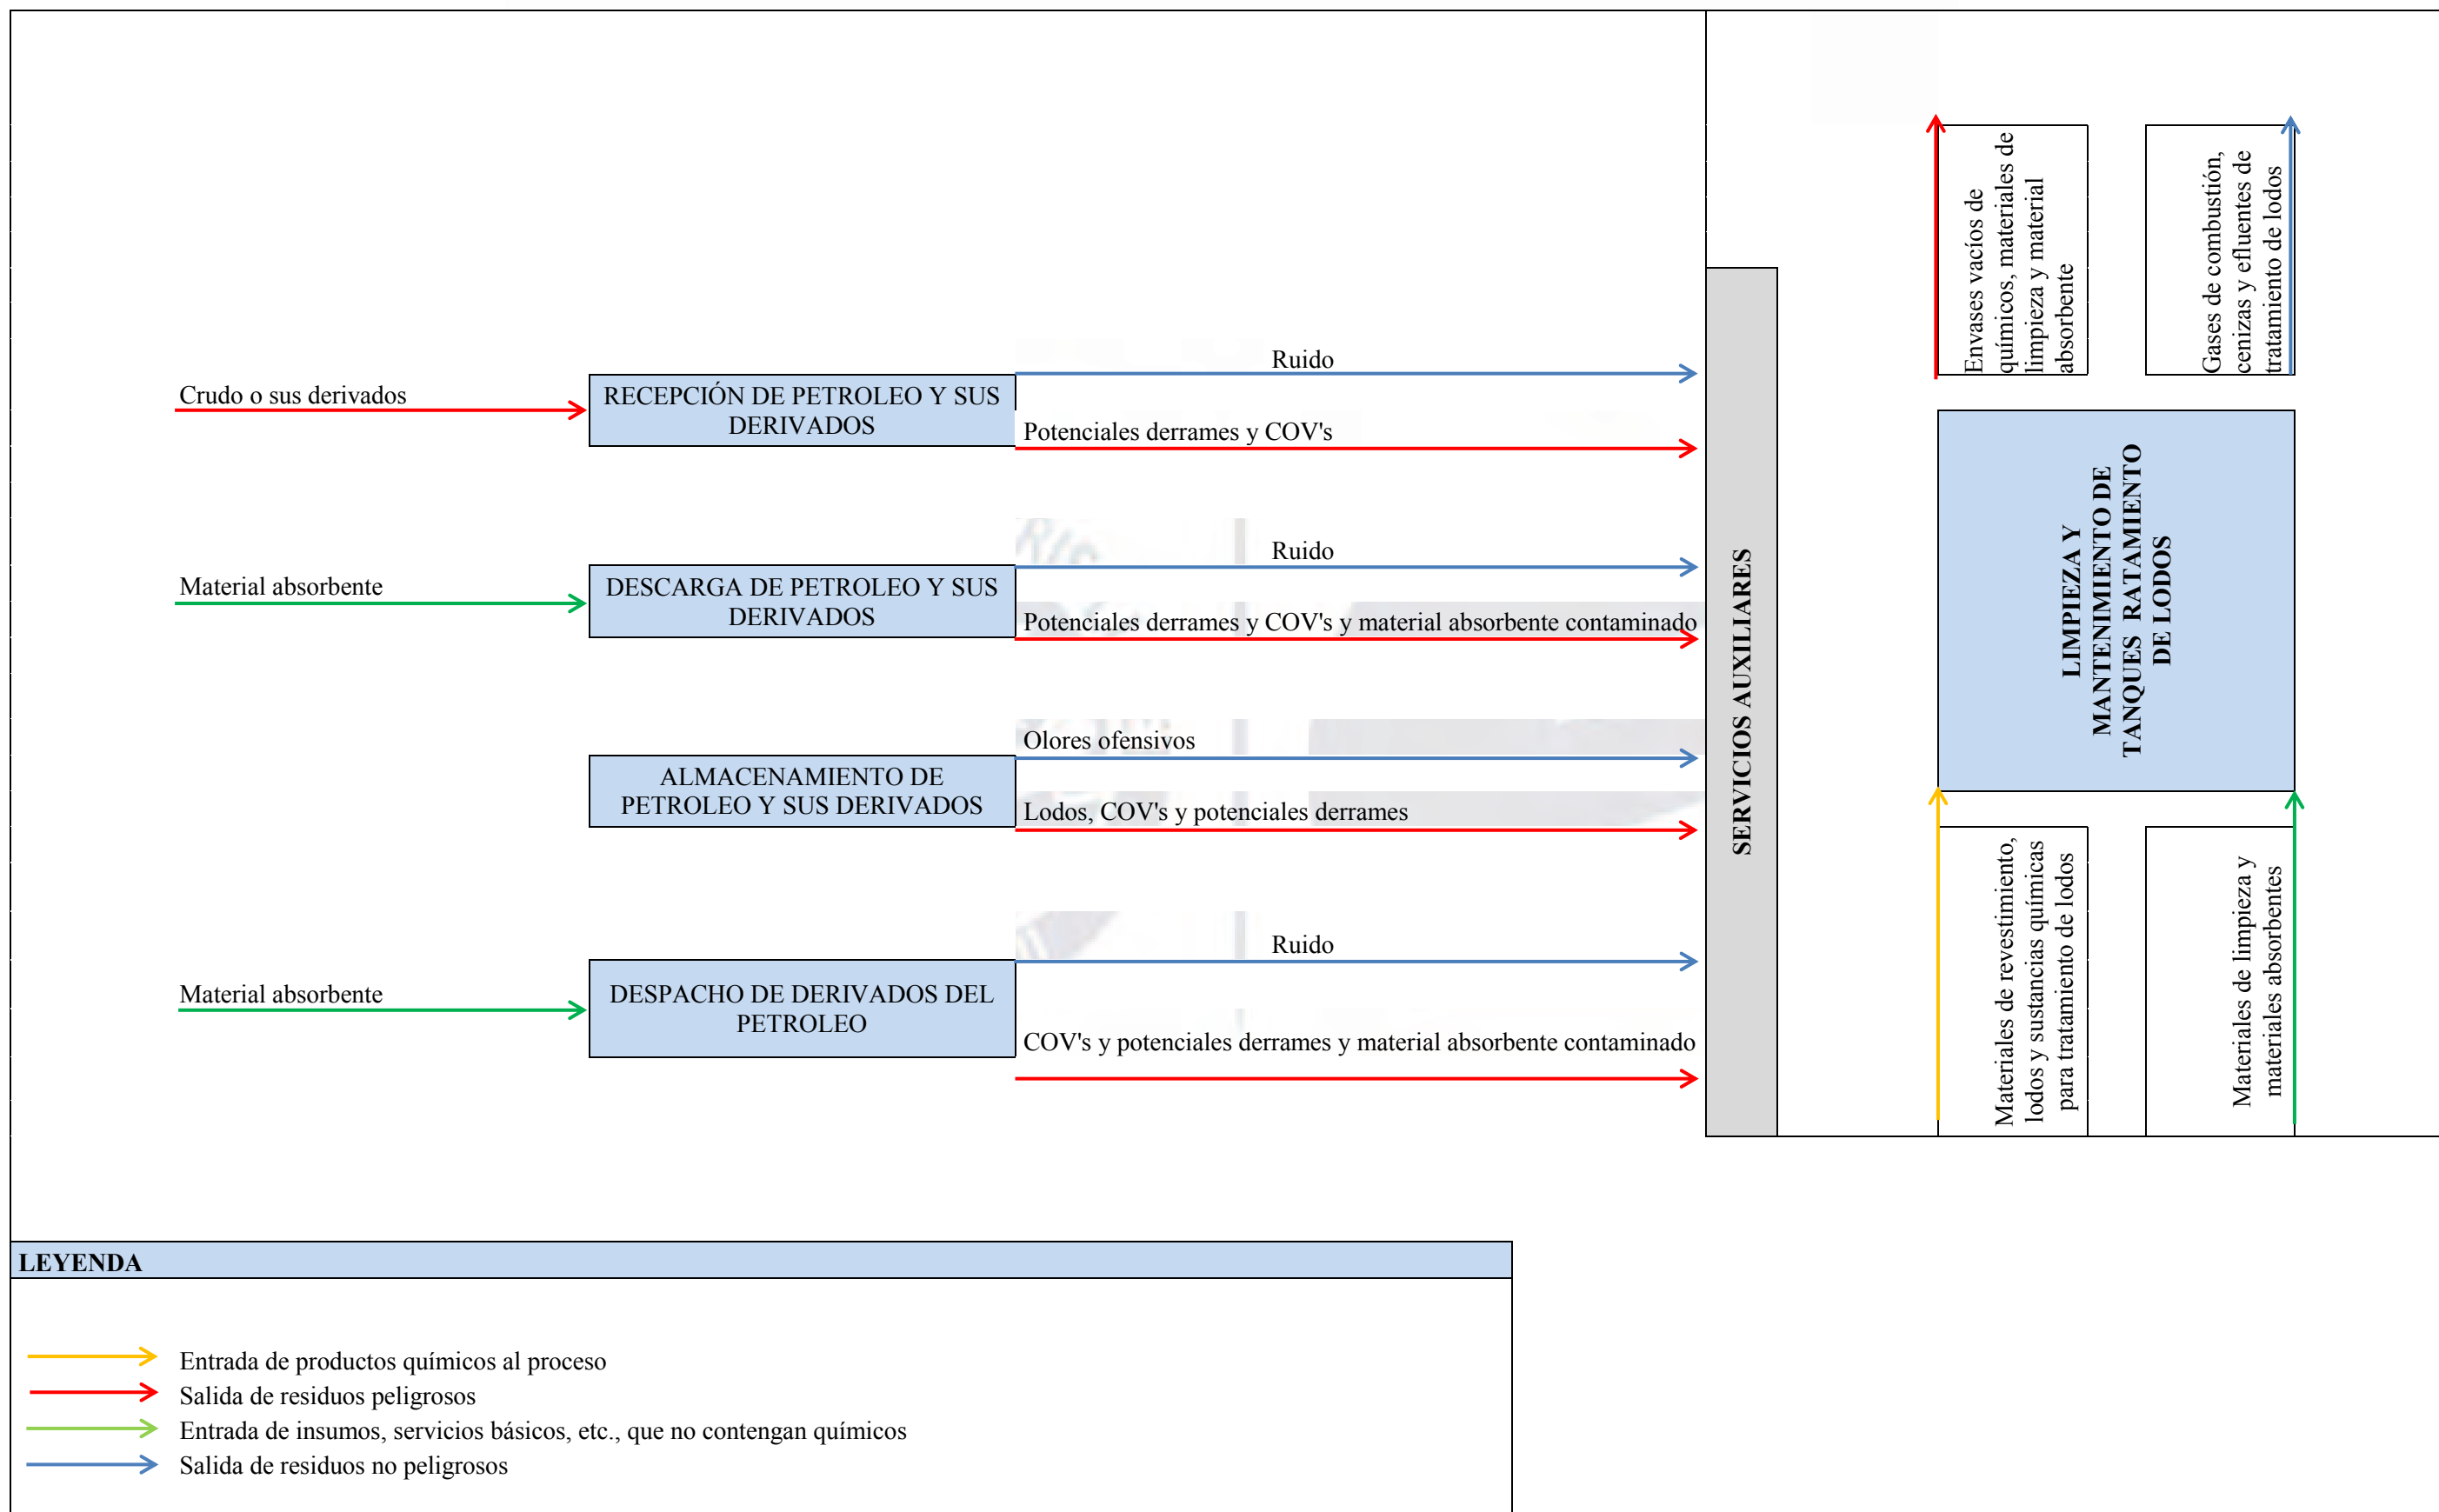 Crudo o sus derivados
RECEPCIÓN DE PETROLEO Y SUS
DERIVADOS
Ruido
Potenciales derrames y COV's
Material absorbente
DESCARGA DE PETROLEO Y SUS
DERIVADOS
Ruido
Potenciales derrames y COV's y material absorbente contaminado
ALMACENAMIENTO DE
PETROLEO Y SUS DERIVADOS
Olores ofensivos
Lodos, COV's y potenciales derrames
Material absorbente
DESPACHO DE DERIVADOS DEL
PETROLEO
Ruido
COV's y potenciales derrames y material absorbente contaminado
SERVICIOS AUXILIARES
Envases vacíos de
químicos, materiales de
limpieza y material
absorbente
Gases de combustión,
cenizas y efluentes de
tratamiento de lodos
LIMPIEZA Y
MANTENIMIENTO DE
TANQUES RATAMIENTO
DE LODOS
Materiales de revestimiento,
lodos y sustancias químicas
para tratamiento de lodos
Materiales de limpieza y
materiales absorbentes
LEYENDA
Entrada de productos químicos al proceso
Salida de residuos peligrosos
Entrada de insumos, servicios básicos, etc., que no contengan químicos
Salida de residuos no peligrosos